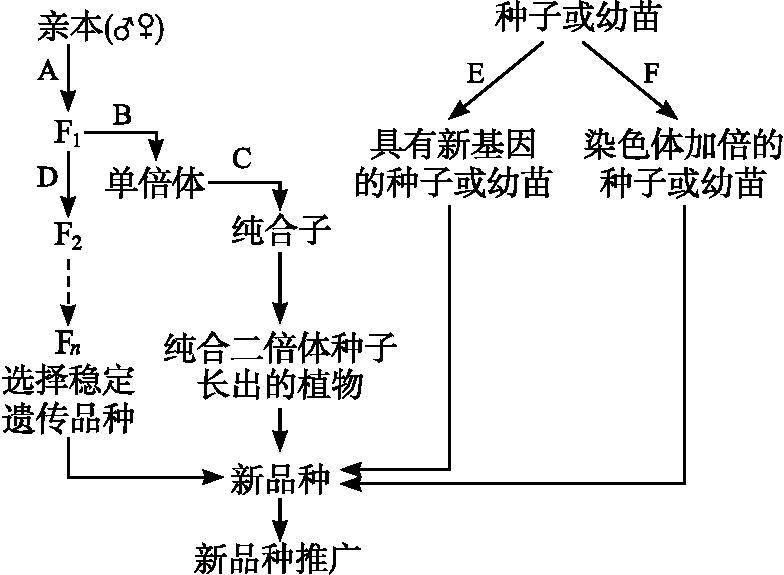 亲本(♂♀)
种子或幼苗
A
E
F
F₁
B
具有新基因
的种子或幼苗
染色体加倍的
种子或幼苗
D
单倍体
C
F₂
纯合子
Fₙ
选择稳定
遗传品种
纯合二倍体种子
长出的植物
新品种
新品种推广